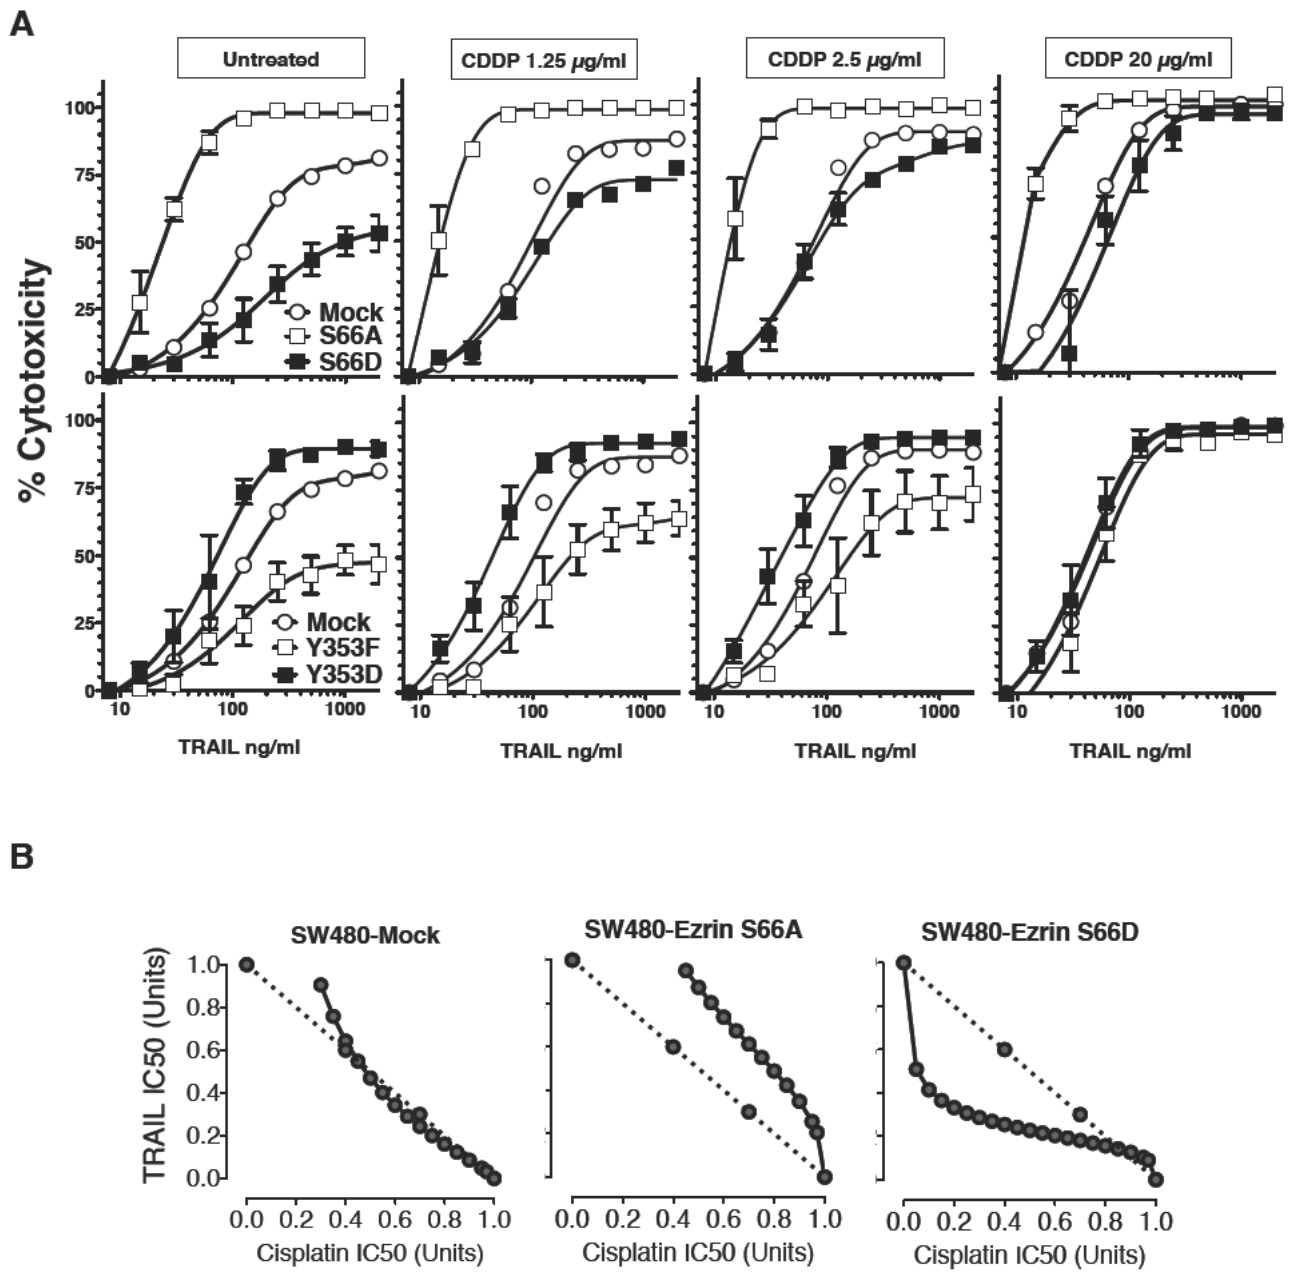 A
Untreated
CDDP 1.25 µg/ml
CDDP 2.5 µg/ml
CDDP 20 µg/ml
% Cytotoxicity
100
75
50
25
0
Mock
S66A
S66D
100
75
50
25
0
Mock
Y353F
Y353D
10 100 1000
10 100 1000
10 100 1000
10 100 1000
TRAIL ng/ml
TRAIL ng/ml
TRAIL ng/ml
TRAIL ng/ml
B
SW480-Mock
SW480-Ezrin S66A
SW480-Ezrin S66D
TRAIL IC50 (Units)
1.0
0.8
0.6
0.4
0.2
0.0
0.0 0.2 0.4 0.6 0.8 1.0
0.0 0.2 0.4 0.6 0.8 1.0
0.0 0.2 0.4 0.6 0.8 1.0
Cisplatin IC50 (Units)
Cisplatin IC50 (Units)
Cisplatin IC50 (Units)